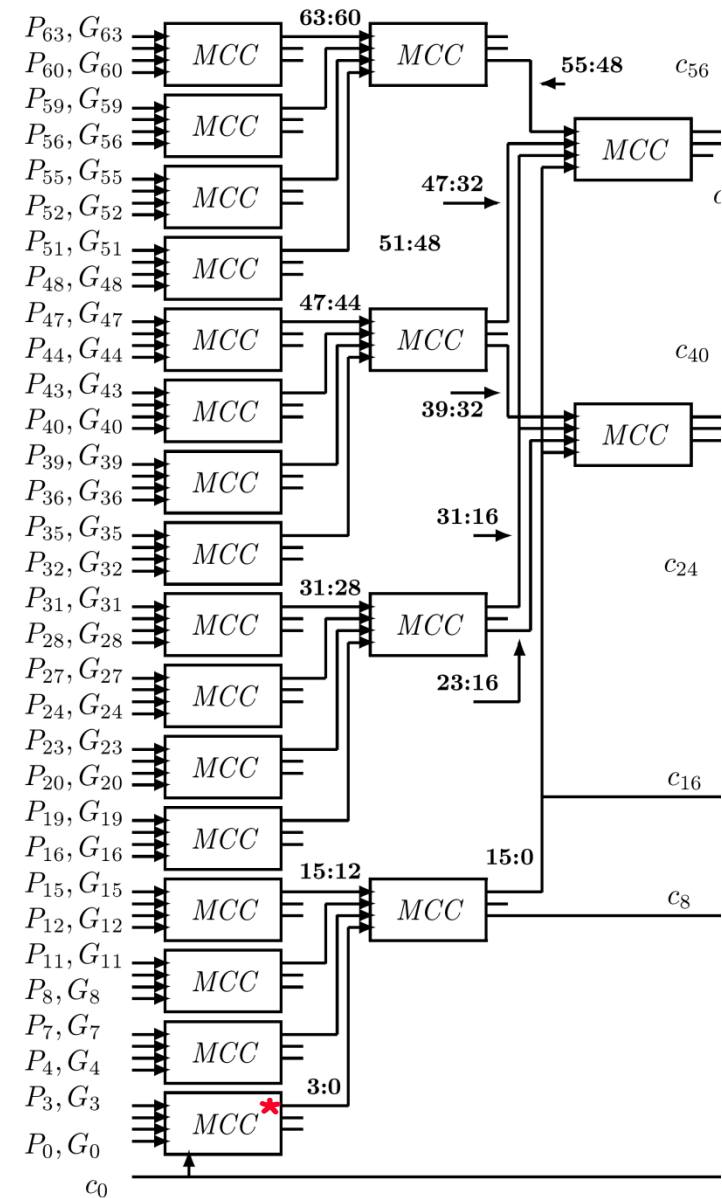 P63, G63
63:60
MCC
MCC
P60, G60
55:48
c56
P59, G59
MCC
P56, G56
MCC
P55, G55
47:32
MCC
c
P52, G52
P51, G51
51:48
MCC
P48, G48
P47, G47
47:44
MCC
MCC
P44, G44
c40
P43, G43
39:32
MCC
P40, G40
MCC
P39, G39
MCC
P36, G36
31:16
P35, G35
MCC
P32, G32
c24
P31, G31
31:28
MCC
MCC
P28, G28
P27, G27
23:16
MCC
P24, G24
P23, G23
MCC
P20, G20
c16
P19, G19
MCC
P16, G16
15:0
P15, G15
15:12
MCC
MCC
c8
P12, G12
P11, G11
MCC
P8, G8
P7, G7
MCC
P4, G4
P3, G3
3:0
*
MCC
P0, G0
c0